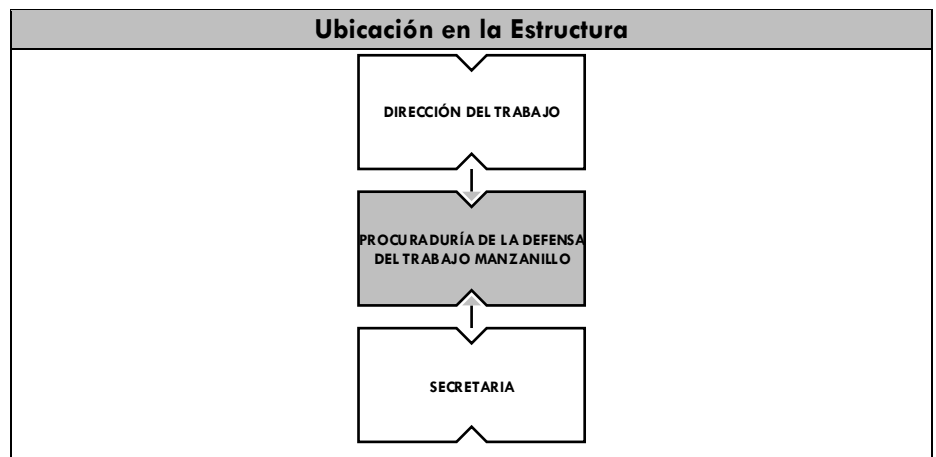 Ubicación en la Estructura
DIRECCIÓN DEL TRABAJO
PROCURADURÍA DE LA DEFENSA
DEL TRABAJO MANZANILLO
SECRETARIA